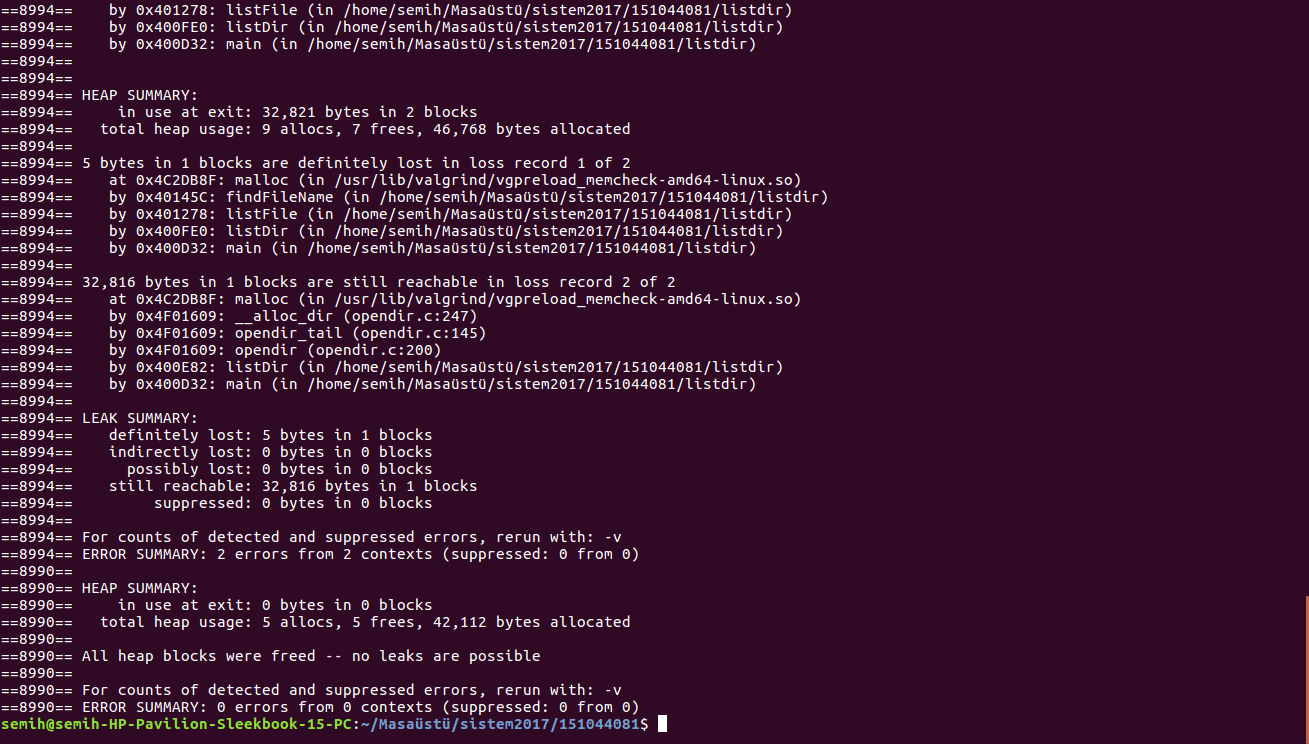 ==8994==    by 0x401278: listFile (in /home/semih/Masaüstü/sistem2017/151044081/listdir)
==8994==    by 0x400FE0: listDir (in /home/semih/Masaüstü/sistem2017/151044081/listdir)
==8994==    by 0x400D32: main (in /home/semih/Masaüstü/sistem2017/151044081/listdir)
==8994==
==8994==
==8994== HEAP SUMMARY:
==8994==     in use at exit: 32,821 bytes in 2 blocks
==8994==   total heap usage: 9 allocs, 7 frees, 46,768 bytes allocated
==8994==
==8994== 5 bytes in 1 blocks are definitely lost in loss record 1 of 2
==8994==    at 0x4C2DB8F: malloc (in /usr/lib/valgrind/vgpreload_memcheck-amd64-linux.so)
==8994==    by 0x40145C: findFileName (in /home/semih/Masaüstü/sistem2017/151044081/listdir)
==8994==    by 0x401278: listFile (in /home/semih/Masaüstü/sistem2017/151044081/listdir)
==8994==    by 0x400FE0: listDir (in /home/semih/Masaüstü/sistem2017/151044081/listdir)
==8994==    by 0x400D32: main (in /home/semih/Masaüstü/sistem2017/151044081/listdir)
==8994==
==8994== 32,816 bytes in 1 blocks are still reachable in loss record 2 of 2
==8994==    at 0x4C2DB8F: malloc (in /usr/lib/valgrind/vgpreload_memcheck-amd64-linux.so)
==8994==    by 0x4F01609: __alloc_dir (opendir.c:247)
==8994==    by 0x4F01609: opendir_tail (opendir.c:145)
==8994==    by 0x4F01609: opendir (opendir.c:200)
==8994==    by 0x400E82: listDir (in /home/semih/Masaüstü/sistem2017/151044081/listdir)
==8994==    by 0x400D32: main (in /home/semih/Masaüstü/sistem2017/151044081/listdir)
==8994==
==8994== LEAK SUMMARY:
==8994==    definitely lost: 5 bytes in 1 blocks
==8994==    indirectly lost: 0 bytes in 0 blocks
==8994==      possibly lost: 0 bytes in 0 blocks
==8994==    still reachable: 32,816 bytes in 1 blocks
==8994==         suppressed: 0 bytes in 0 blocks
==8994==
==8994== For counts of detected and suppressed errors, rerun with: -v
==8994== ERROR SUMMARY: 2 errors from 2 contexts (suppressed: 0 from 0)
==8990==
==8990== HEAP SUMMARY:
==8990==     in use at exit: 0 bytes in 0 blocks
==8990==   total heap usage: 5 allocs, 5 frees, 42,112 bytes allocated
==8990==
==8990== All heap blocks were freed -- no leaks are possible
==8990==
==8990== For counts of detected and suppressed errors, rerun with: -v
==8990== ERROR SUMMARY: 0 errors from 0 contexts (suppressed: 0 from 0)
semih@semih-HP-Pavilion-Sleekbook-15-PC:~/Masaüstü/sistem2017/151044081$